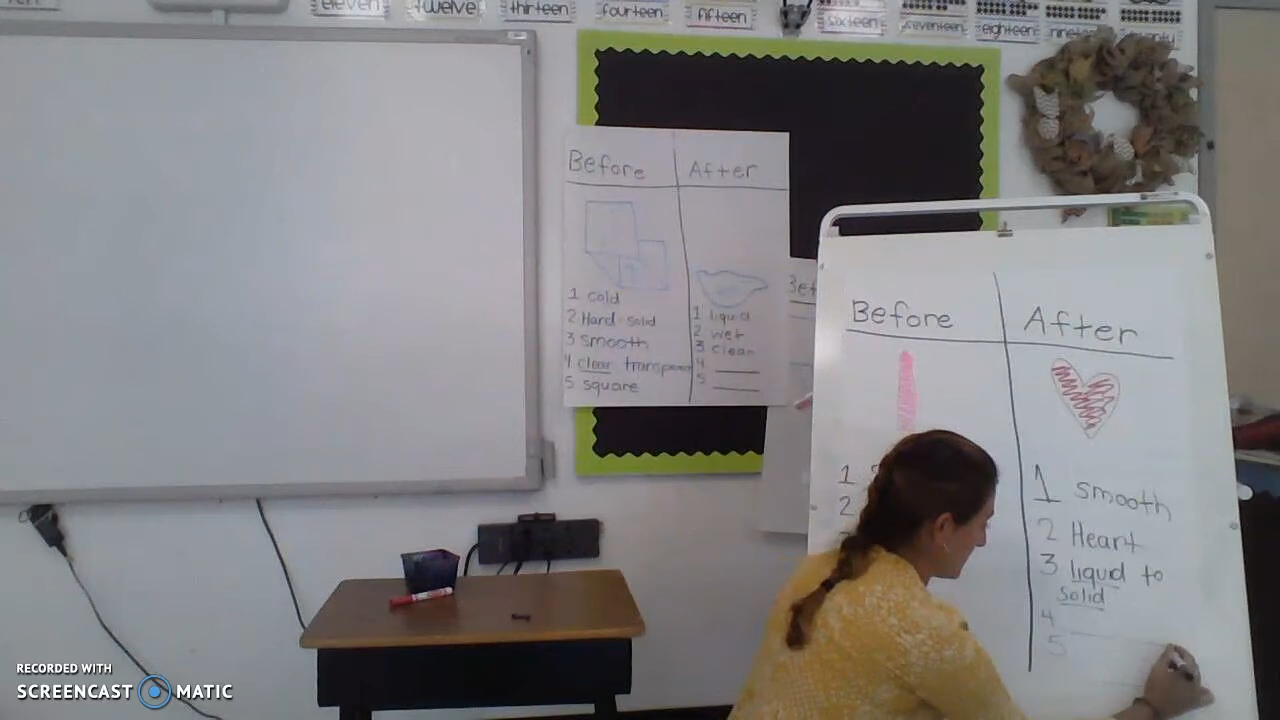 eleven
twelve
thirteen
fourteen
fifteen
sixteen
seventeen
eighteen
Before After
1 cold
2 Hard-solid
3 smooth
4 clear
5 square
1 liquid
2 wet
3 clear
4
5
Bef
Before After
1
2
1 smooth
2 Heart
3 liquid to
solid
4
5
RECORDED WITH
SCREENCAST MATIC